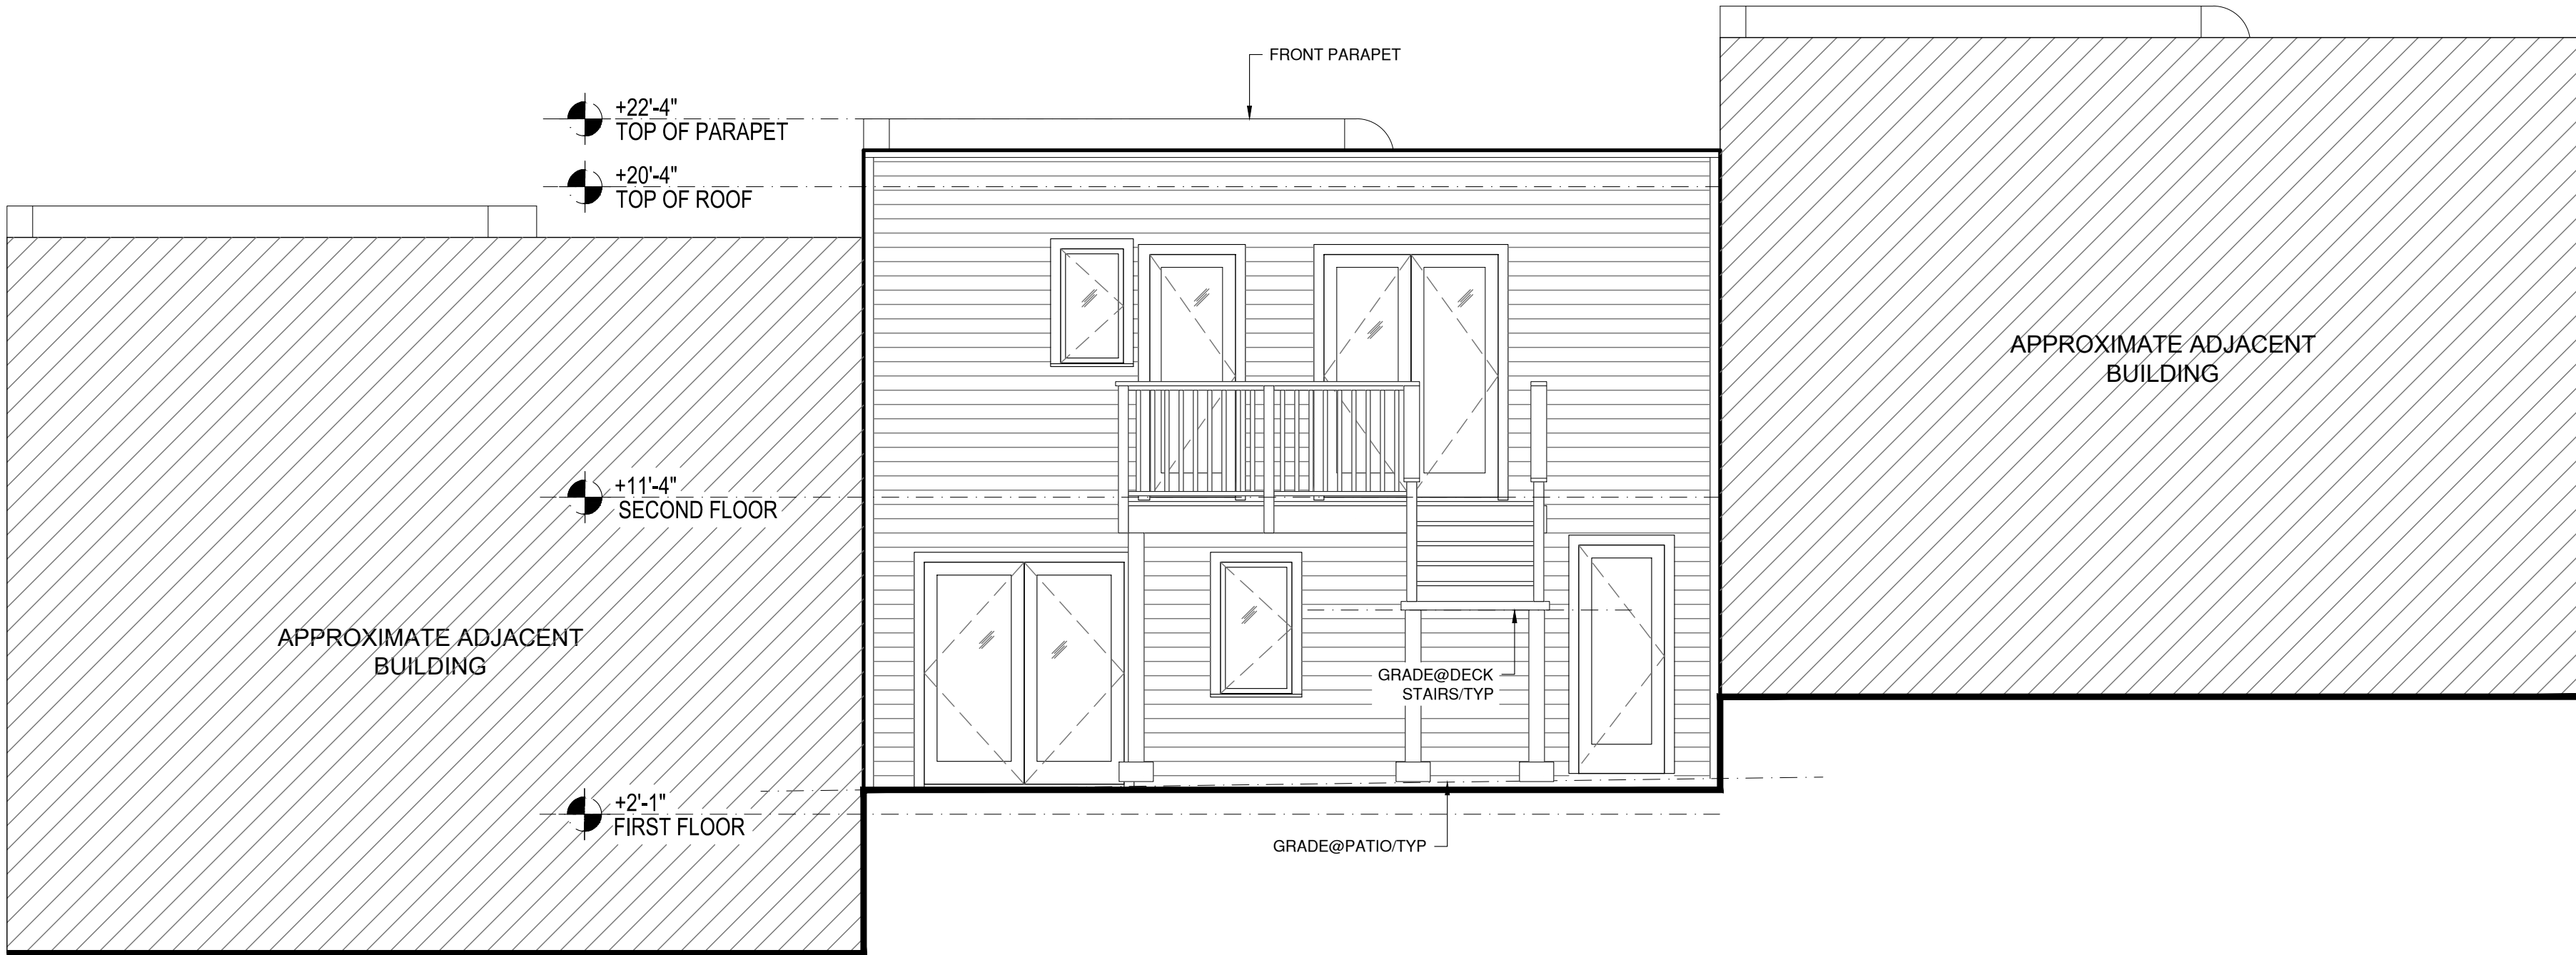 FRONT PARAPET
+22'-4"
TOP OF PARAPET
+20'-4"
TOP OF ROOF
APPROXIMATE ADJACENT
BUILDING
+11'-4"
SECOND FLOOR
APPROXIMATE ADJACENT
BUILDING
GRADE@DECK
STAIRS/TYP
+2'-1"
FIRST FLOOR
GRADE@PATIO/TYP